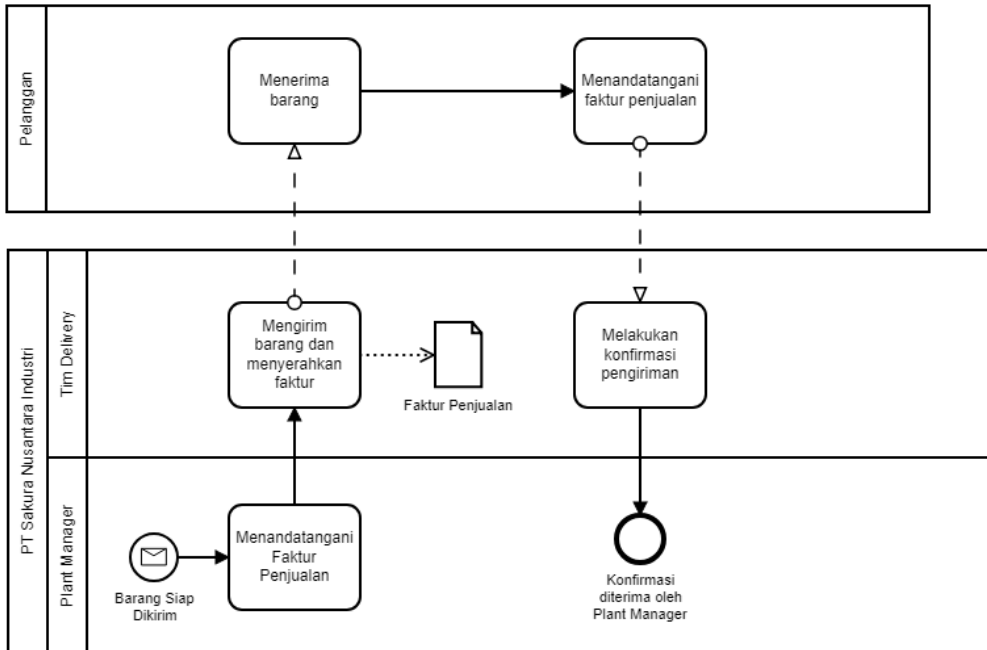 Pelanggan
Menerima
barang
Menandatangani
faktur penjualan
PT Sakura Nusantara Industri
Tim Delivery
Mengirim
barang dan
menyerahkan
faktur
Faktur Penjualan
Melakukan
konfirmasi
pengiriman
Plant Manager
Barang Siap
Dikirim
Menandatangani
Faktur
Penjualan
Konfirmasi
diterima oleh
Plant Manager